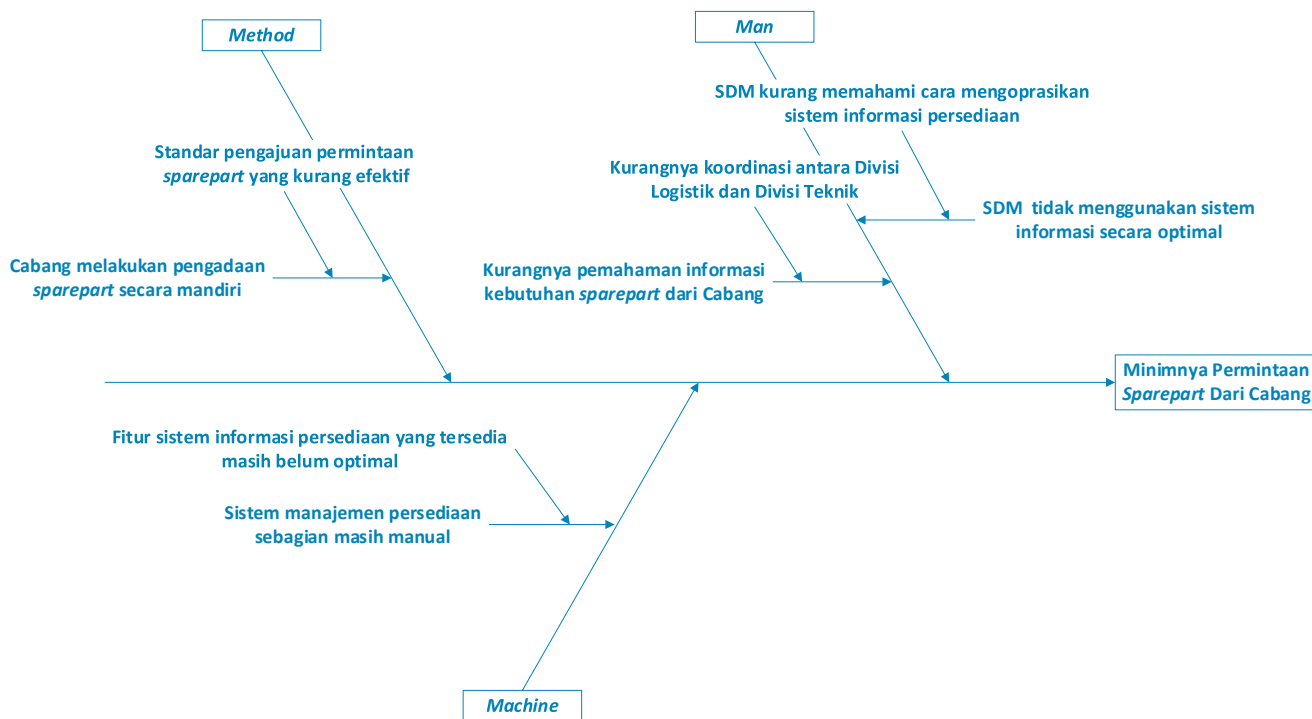 Method
Man
SDM kurang memahami cara mengoprasikan
sistem informasi persediaan
Standar pengajuan permintaan
sparepart yang kurang efektif
Kurangnya koordinasi antara Divisi
Logistik dan Divisi Teknik
SDM tidak menggunakan sistem
informasi secara optimal
Cabang melakukan pengadaan
sparepart secara mandiri
Kurangnya pemahaman informasi
kebutuhan sparepart dari Cabang
Minimnya Permintaan
Sparepart Dari Cabang
Fitur sistem informasi persediaan yang tersedia
masih belum optimal
Sistem manajemen persediaan
sebagian masih manual
Machine